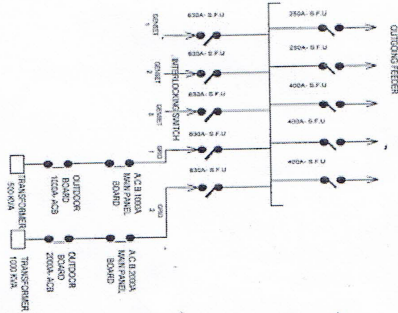 OUTGOING FEEDER
250A- S.F.U
250A- S.F.U
400A- S.F.U
400A- S.F.U
400A- S.F.U
630A- S.F.U
630A- S.F.U
630A- S.F.U
630A- S.F.U
630A- S.F.U
INTERLOCKING SWITCH
GENSET
1
GENSET
2
GENSET
3
GRID
1
GRID
2
A.C.B 1000A
MAIN PANEL
BOARD
A.C.B 2000A
MAIN PANEL
BOARD
OUTDOOR
BOARD
1000A- ACB
OUTDOOR
BOARD
2000A- ACB
TRANSFORMER
500 KVA
TRANSFORMER
1000 KVA